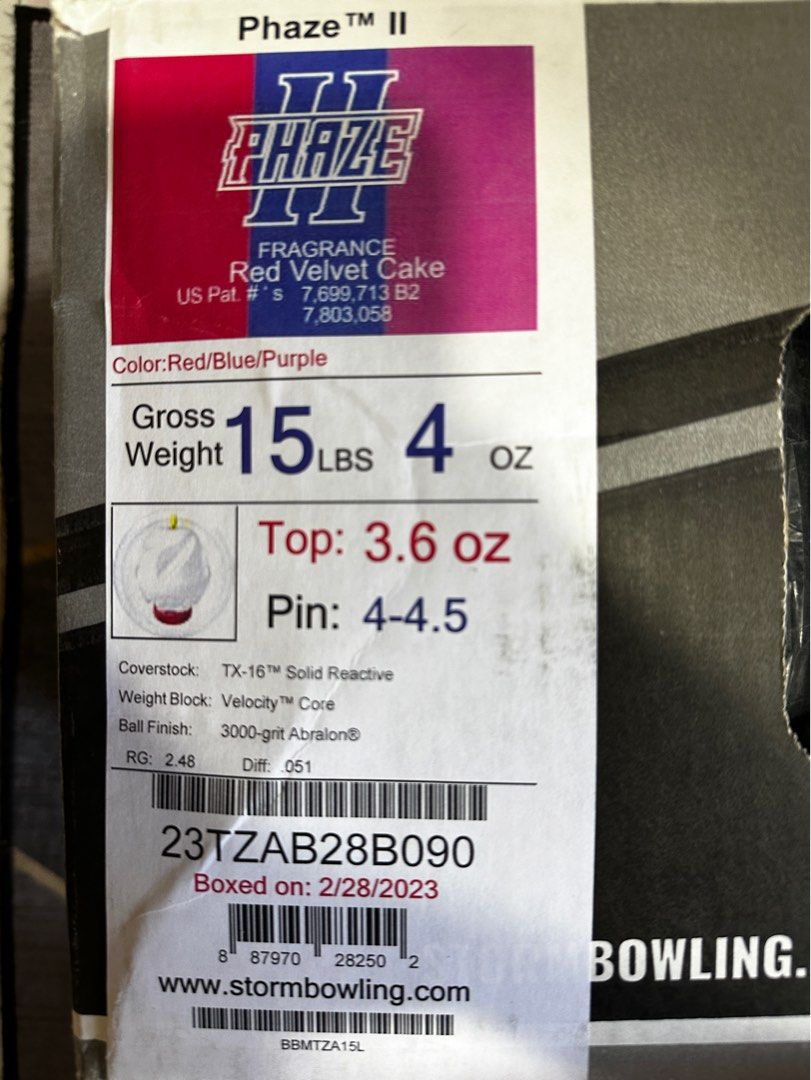 Phaze™ II
II
PHAZE
FRAGRANCE
Red Velvet Cake
US Pat. #'s 7,699,713 B2
7,803,058
Color:Red/Blue/Purple
Gross Weight 15 LBS 4 OZ
Top: 3.6 oz
Pin: 4-4.5
Coverstock: TX-16™ Solid Reactive
Weight Block: Velocity™ Core
Ball Finish: 3000-grit Abralon®
RG: 2.48 Diff: .051
23TZAB28B090
Boxed on: 2/28/2023
8 87970 28250 2
www.stormbowling.com
BBMTZA15L
STORMBOWLING.